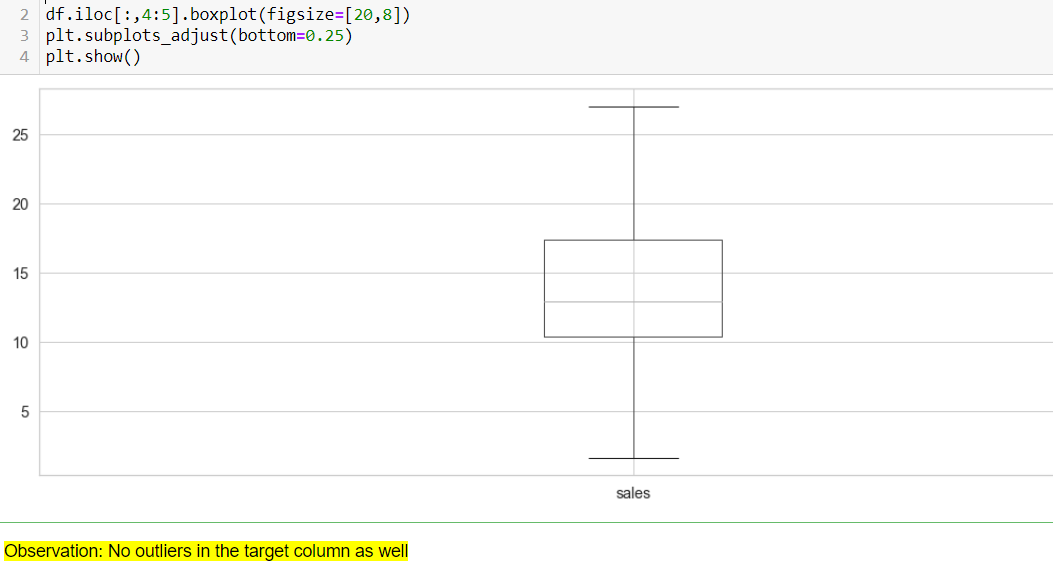 2 df.iloc[:,4:5].boxplot(figsize=[20,8])
3 plt.subplots_adjust(bottom=0.25)
4 plt.show()
25
20
15
10
5
sales
Observation: No outliers in the target column as well